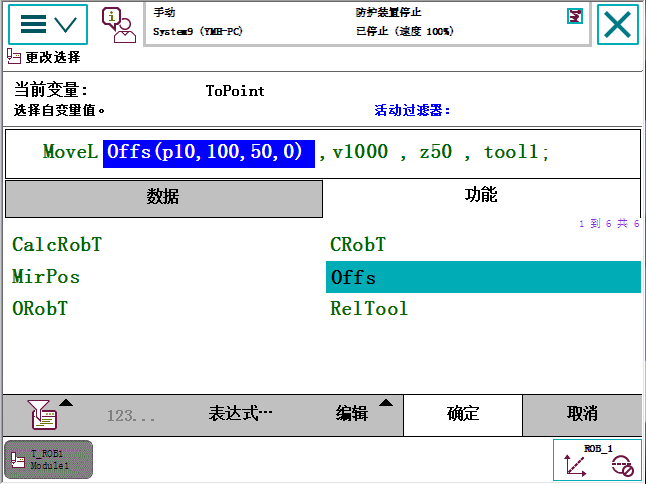 手动
防护装置停止
System9 (YMH-PC)
已停止 (速度 100%)
更改选择
当前变量: ToPoint
选择自变量值。
活动过滤器:
MoveL Offs(p10,100,50,0) ,v1000 , z50 , tool1;
数据
功能
1 到 6 共 6
CalcRobT
CRobT
MirPos
Offs
ORobT
RelTool
123...
表达式…
编辑
确定
取消
T_ROB1
Module1
ROB_1